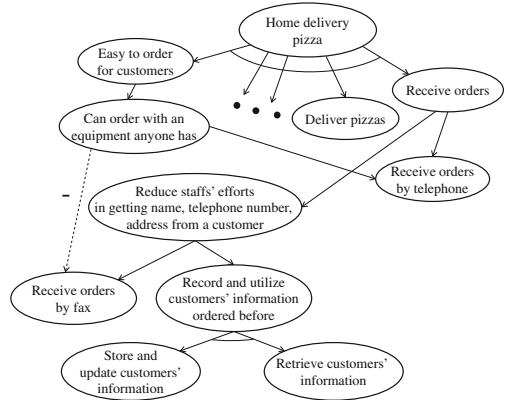 Home delivery
pizza
Easy to order
for customers
Receive orders
Can order with an
equipment anyone has
Deliver pizzas
Receive orders
by telephone
–
Reduce staffs’ efforts
in getting name, telephone number,
address from a customer
Receive orders
by fax
Record and utilize
customers’ information
ordered before
Store and
update customers’
information
Retrieve customers’
information